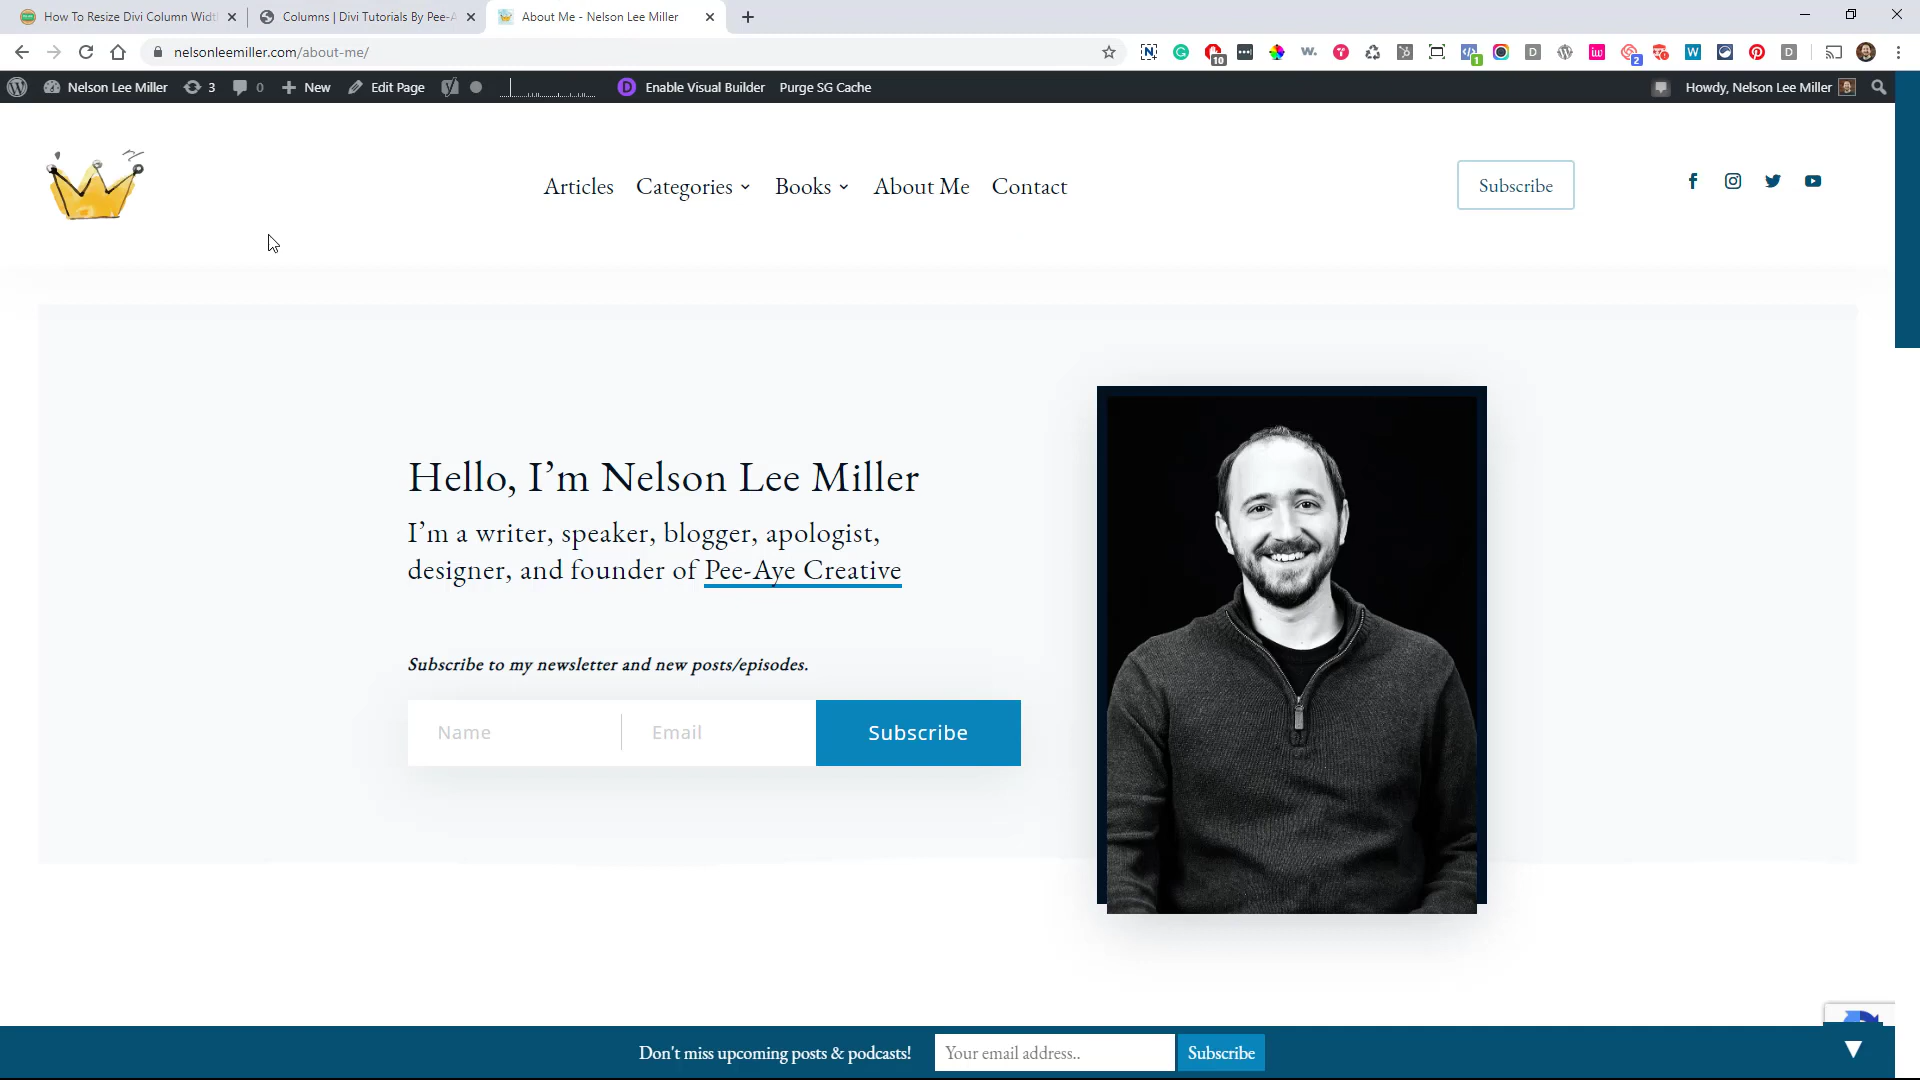 How To Resize Divi Column Widt
Columns | Divi Tutorials By Pee-A
About Me - Nelson Lee Miller
nelsonleemiller.com/about-me/
Nelson Lee Miller
3
0
New
Edit Page
Enable Visual Builder
Purge SG Cache
Howdy, Nelson Lee Miller
Articles
Categories
Books
About Me
Contact
Subscribe
Hello, I'm Nelson Lee Miller
I'm a writer, speaker, blogger, apologist,
designer, and founder of Pee-Aye Creative
Subscribe to my newsletter and new posts/episodes.
Name
Email
Subscribe
Don't miss upcoming posts & podcasts!
Your email address..
Subscribe